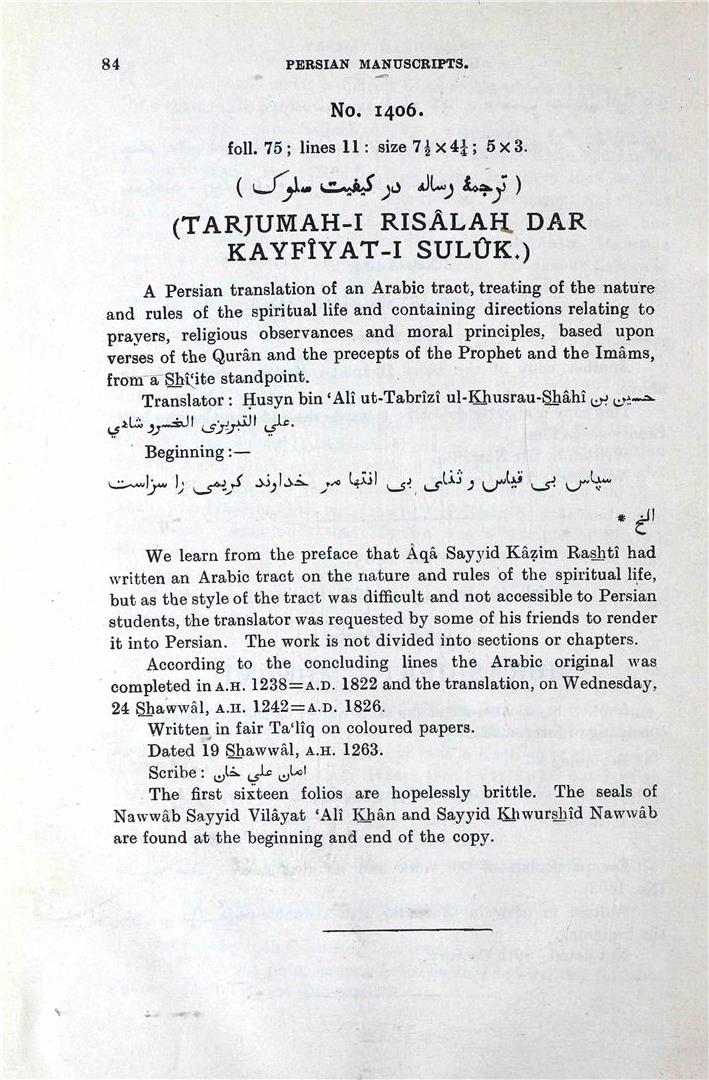 84 PERSIAN MANUSCRIPTS.
No. 1406.
foll. 75; lines 11: size 7½ × 4¼; 5 × 3.
( ترجمهٔ رساله در کیفیت سلوک )
(TARJUMAH-I RISÂLAH DAR
KAYFÎYAT-I SULÛK.)
A Persian translation of an Arabic tract, treating of the nature
and rules of the spiritual life and containing directions relating to
prayers, religious observances and moral principles, based upon
verses of the Qurân and the precepts of the Prophet and the Imâms,
from a Shî‘ite standpoint.
Translator: Ḥusyn bin ‘Alî ut-Tabrîzî ul-Khusrau-Shâhî حسین بن
علي التبریزي الخسرو شاهي.
Beginning:—
سپاس بی قیاس و ثنای بی انتها مر خداوند کریمی را سزاست
الخ *
We learn from the preface that Âqâ Sayyid Kâẓim Rashtî had
written an Arabic tract on the nature and rules of the spiritual life,
but as the style of the tract was difficult and not accessible to Persian
students, the translator was requested by some of his friends to render
it into Persian. The work is not divided into sections or chapters.
According to the concluding lines the Arabic original was
completed in A.H. 1238=A.D. 1822 and the translation, on Wednesday,
24 Shawwâl, A.H. 1242=A.D. 1826.
Written in fair Ta‘lîq on coloured papers.
Dated 19 Shawwâl, A.H. 1263.
Scribe: امان علي خان
The first sixteen folios are hopelessly brittle. The seals of
Nawwâb Sayyid Vilâyat ‘Alî Khân and Sayyid Khwurshîd Nawwâb
are found at the beginning and end of the copy.